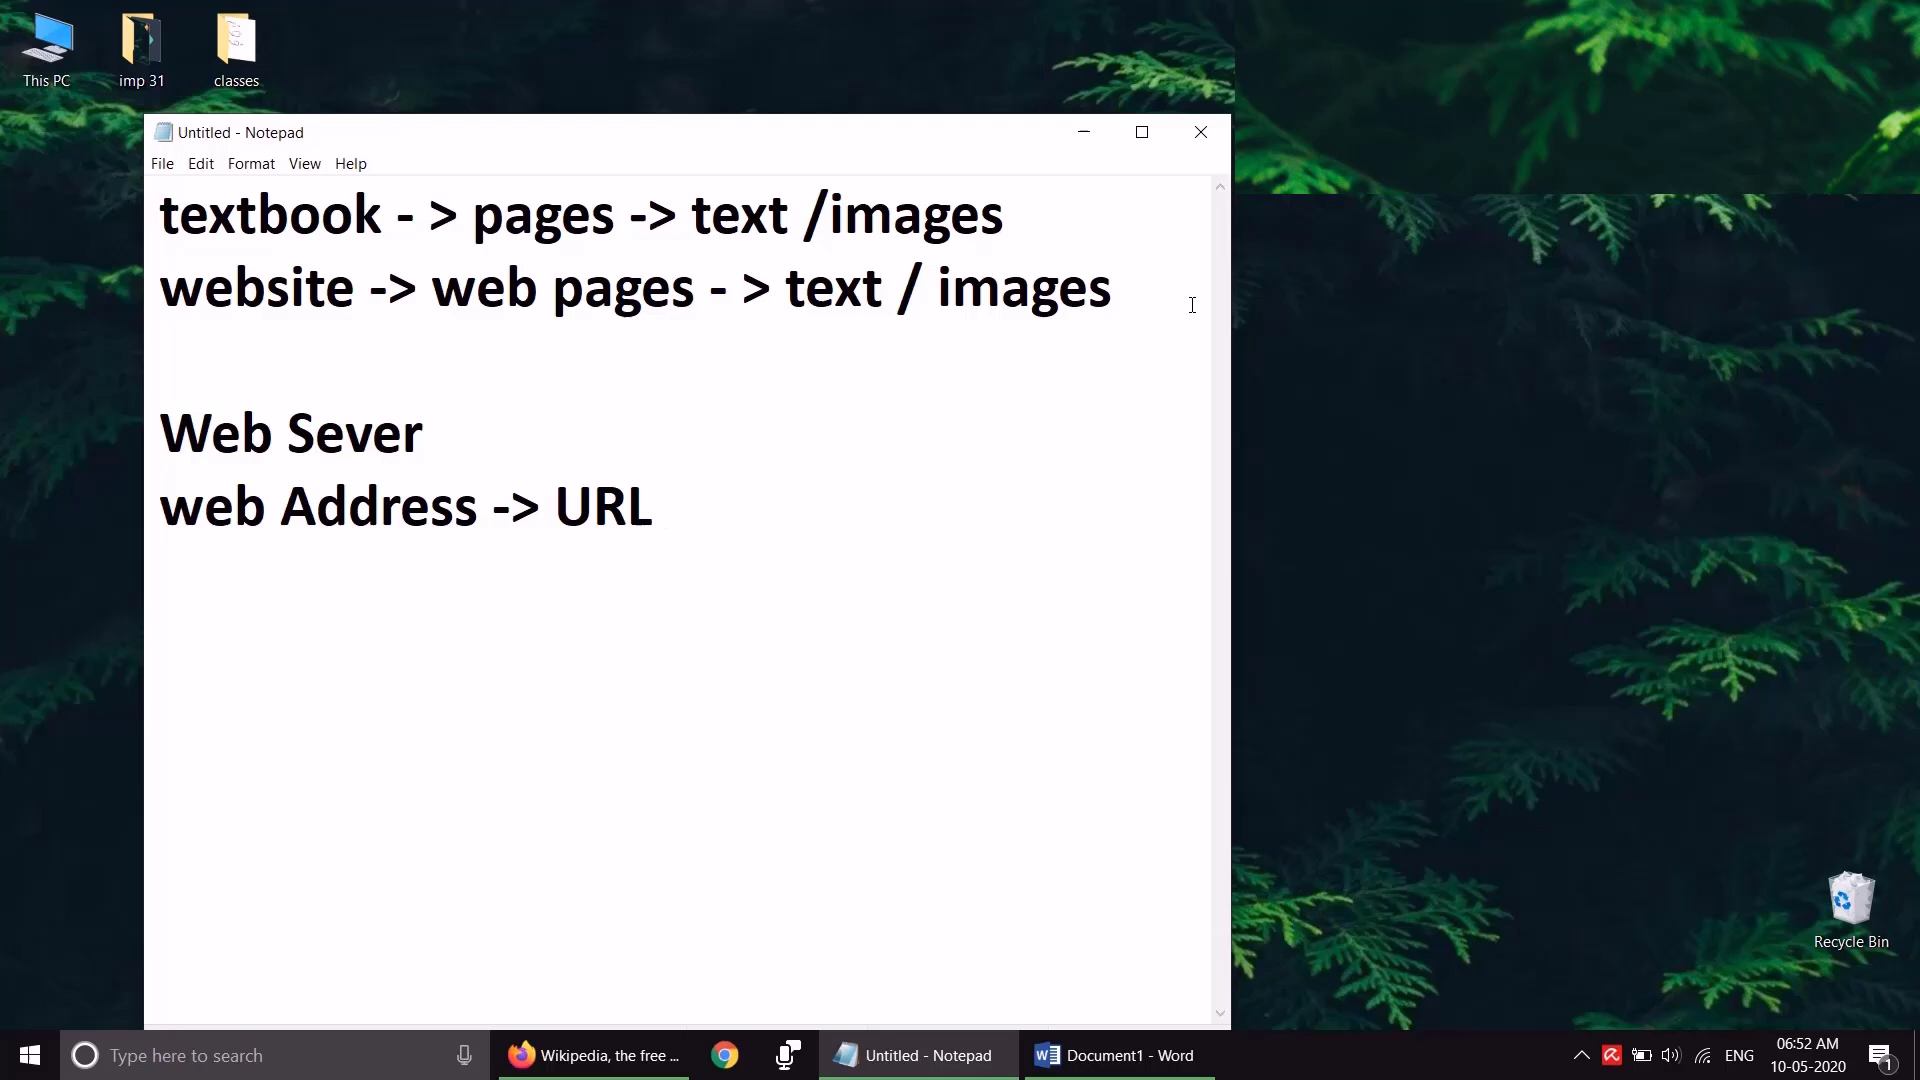 This PC
imp 31
classes
Untitled - Notepad
File Edit Format View Help
textbook - > pages -> text /images
website -> web pages - > text / images
Web Sever
web Address -> URL
Recycle Bin
Type here to search
Wikipedia, the free ...
Untitled - Notepad
Document1 - Word
ENG
06:52 AM
10-05-2020
1